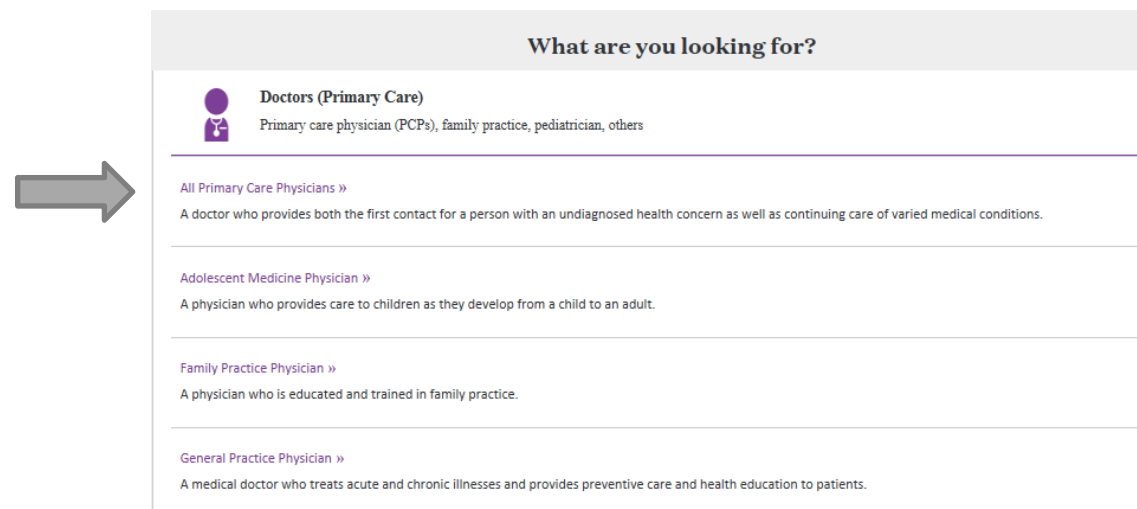 What are you looking for?
Doctors (Primary Care)
Primary care physician (PCPs), family practice, pediatrician, others
All Primary Care Physicians »
A doctor who provides both the first contact for a person with an undiagnosed health concern as well as continuing care of varied medical conditions.
Adolescent Medicine Physician »
A physician who provides care to children as they develop from a child to an adult.
Family Practice Physician »
A physician who is educated and trained in family practice.
General Practice Physician »
A medical doctor who treats acute and chronic illnesses and provides preventive care and health education to patients.